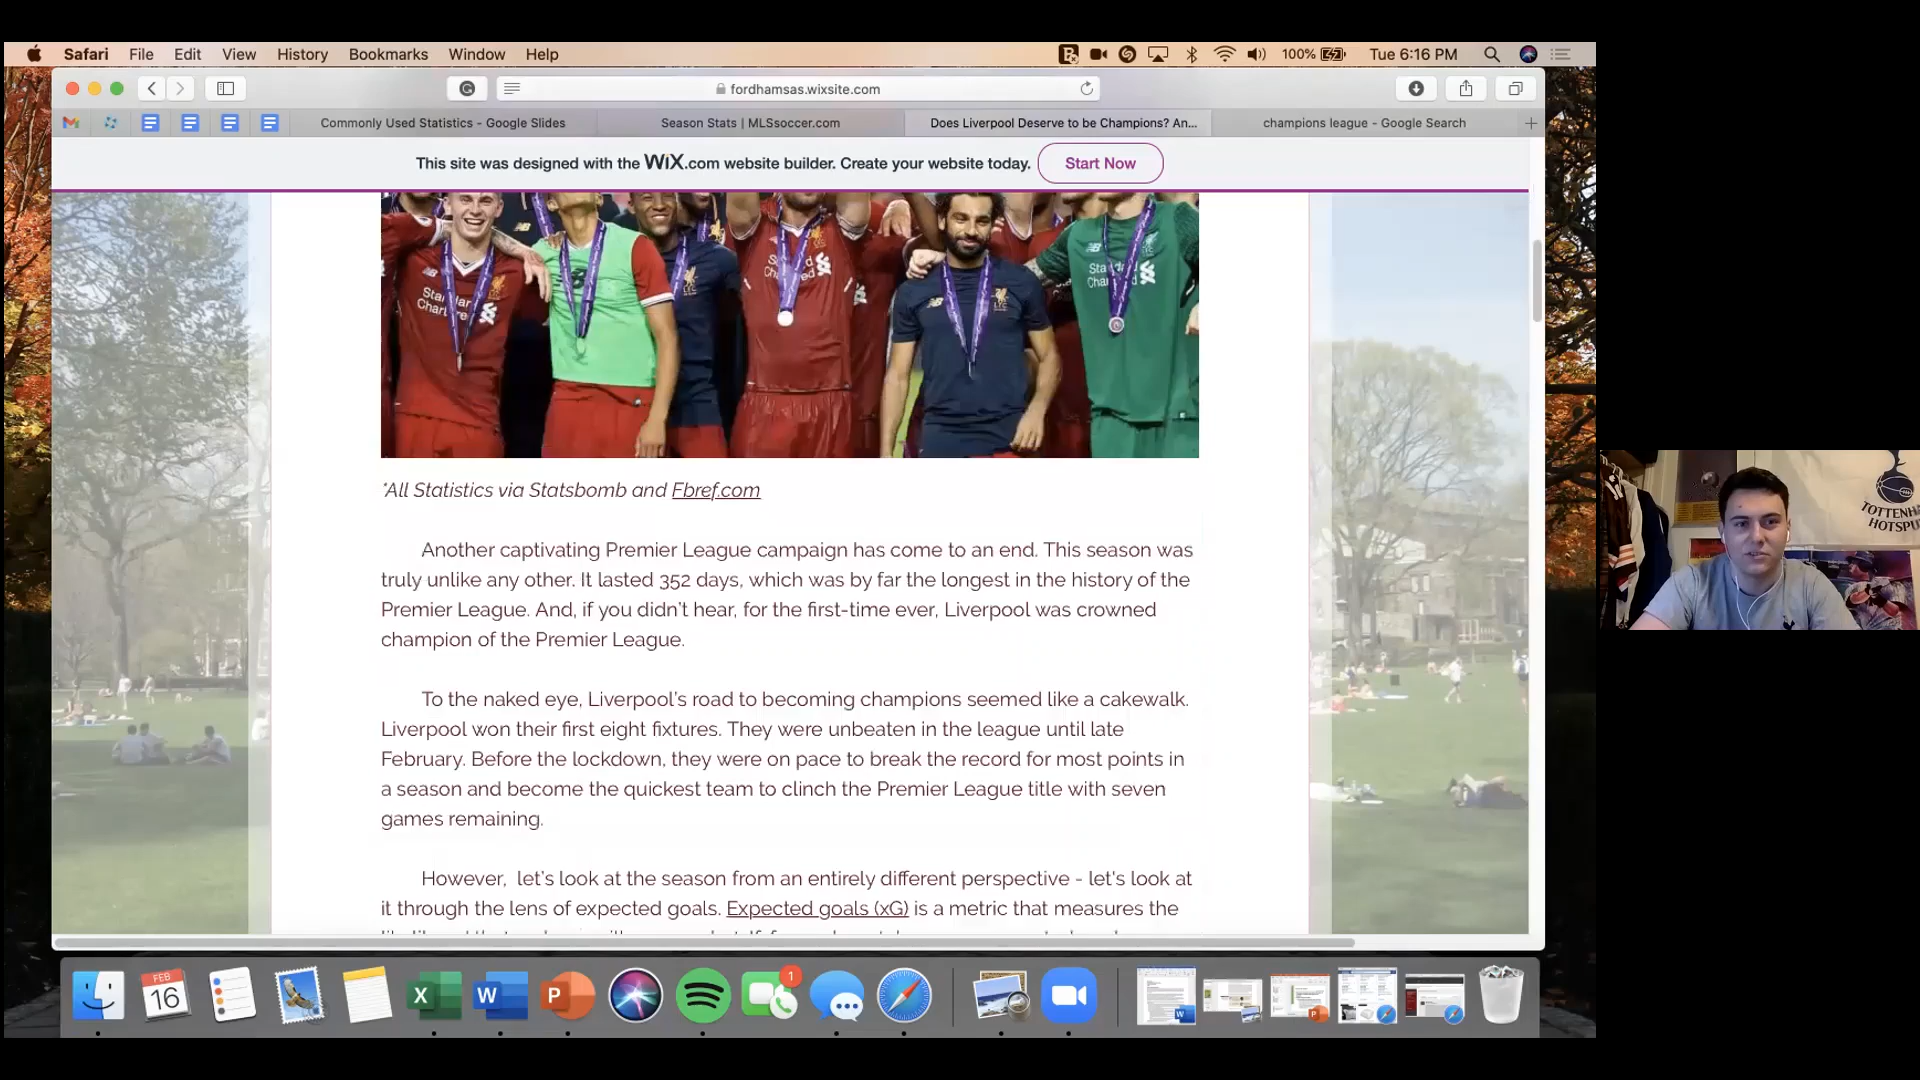 Safari File Edit View History Bookmarks Window Help 100% Tue 6:16 PM
fordhamsas.wixsite.com
Commonly Used Statistics - Google Slides Season Stats | MLSsoccer.com Does Liverpool Deserve to be Champions? An... champions league - Google Search
This site was designed with the WiX.com website builder. Create your website today. Start Now
Standard
Chartered
*All Statistics via Statsbomb and Fbref.com
Another captivating Premier League campaign has come to an end. This season was
truly unlike any other. It lasted 352 days, which was by far the longest in the history of the
Premier League. And, if you didn't hear, for the first-time ever, Liverpool was crowned
champion of the Premier League.
To the naked eye, Liverpool's road to becoming champions seemed like a cakewalk.
Liverpool won their first eight fixtures. They were unbeaten in the league until late
February. Before the lockdown, they were on pace to break the record for most points in
a season and become the quickest team to clinch the Premier League title with seven
games remaining.
However, let's look at the season from an entirely different perspective - let's look at
it through the lens of expected goals. Expected goals (xG) is a metric that measures the
TOTTENHA
HOTSPU
FEB
16
X
W
P
1